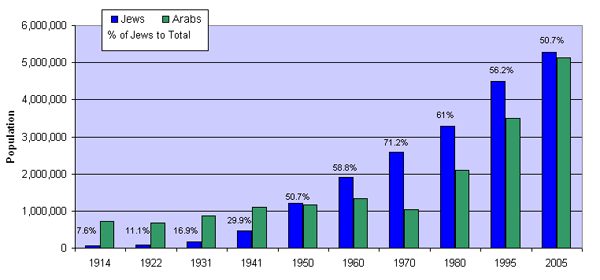 Jews Arabs
% of Jews to Total
Population
6,000,000
5,000,000
4,000,000
3,000,000
2,000,000
1,000,000
0
7.6% 11.1% 16.9% 29.9% 50.7% 58.8% 71.2% 61% 56.2% 50.7%
1914 1922 1931 1941 1950 1960 1970 1980 1995 2005